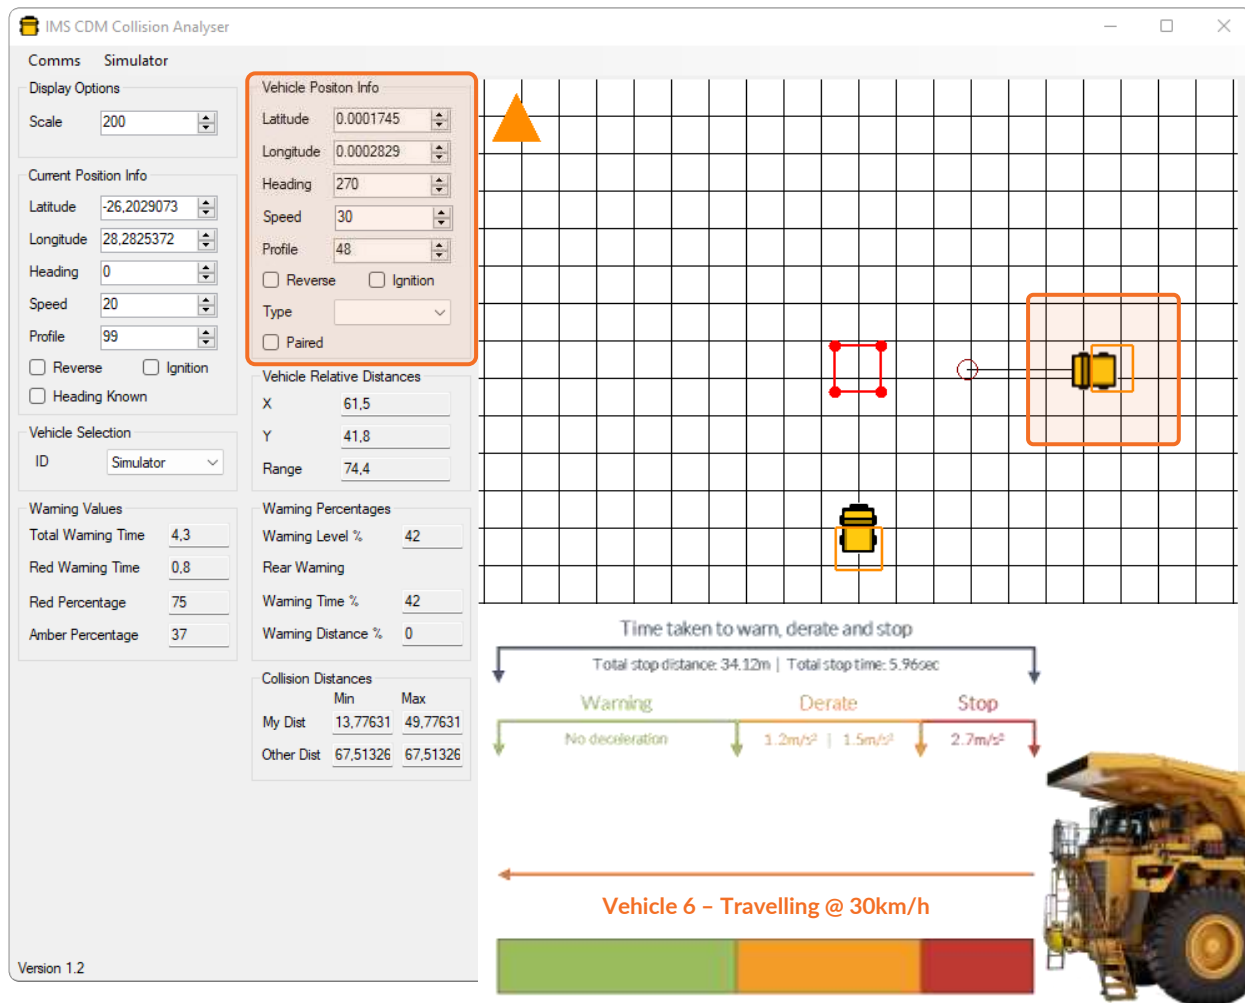 IMS CDM Collision Analyser
Comms Simulator
Display Options
Scale 200
Current Position Info
Latitude -26,2029073
Longitude 28,2825372
Heading 0
Speed 20
Profile 99
Reverse Ignition
Heading Known
Vehicle Selection
ID Simulator
Warning Values
Total Warning Time 4,3
Red Warning Time 0,8
Red Percentage 75
Amber Percentage 37
Vehicle Positon Info
Latitude 0.0001745
Longitude 0.0002829
Heading 270
Speed 30
Profile 48
Reverse Ignition
Type
Paired
Vehicle Relative Distances
X 61,5
Y 41,8
Range 74,4
Warning Percentages
Warning Level % 42
Rear Warning
Warning Time % 42
Warning Distance % 0
Collision Distances
Min Max
My Dist 13,77631 49,77631
Other Dist 67,51326 67,51326
Time taken to warn, derate and stop
Total stop distance: 34.12m | Total stop time: 5.96sec
Warning Derate Stop
No deceleration 1.2m/s² | 1.5m/s² 2.7m/s²
Vehicle 6 – Travelling @ 30km/h
Version 1.2